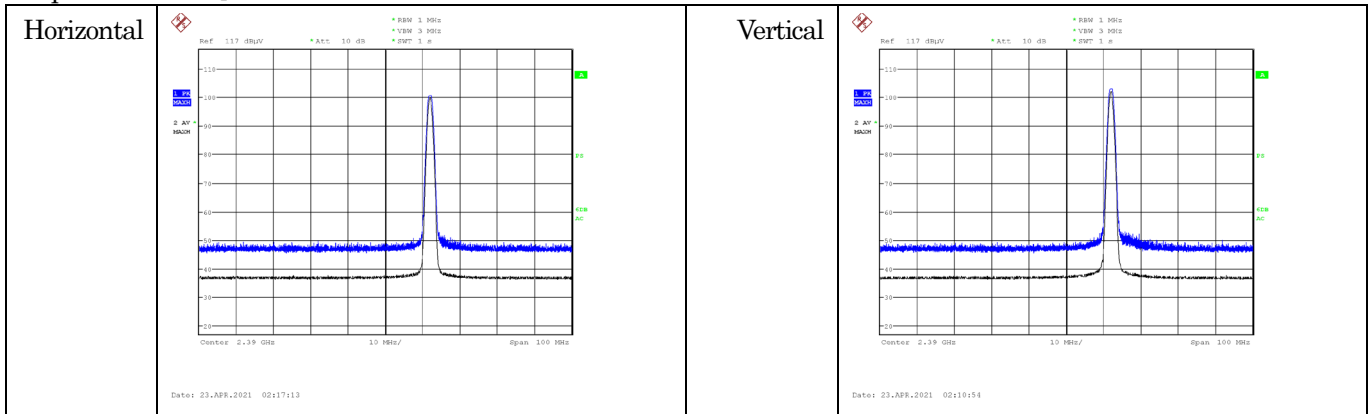 Horizontal
R S
* RBW 1 MHz
* VBW 3 MHz
Ref 117 dBµV * Att 10 dB * SWT 1 s
110
A
1 PK
MAXH
100
2 AV *
MAXH
90
80
PS
70
60
6DB
AC
50
40
30
20
Center 2.39 GHz 10 MHz/ Span 100 MHz
Date: 23.APR.2021 02:17:13
Vertical
R S
* RBW 1 MHz
* VBW 3 MHz
Ref 117 dBµV * Att 10 dB * SWT 1 s
110
A
1 PK
MAXH
100
2 AV *
MAXH
90
80
PS
70
60
6DB
AC
50
40
30
20
Center 2.39 GHz 10 MHz/ Span 100 MHz
Date: 23.APR.2021 02:10:54